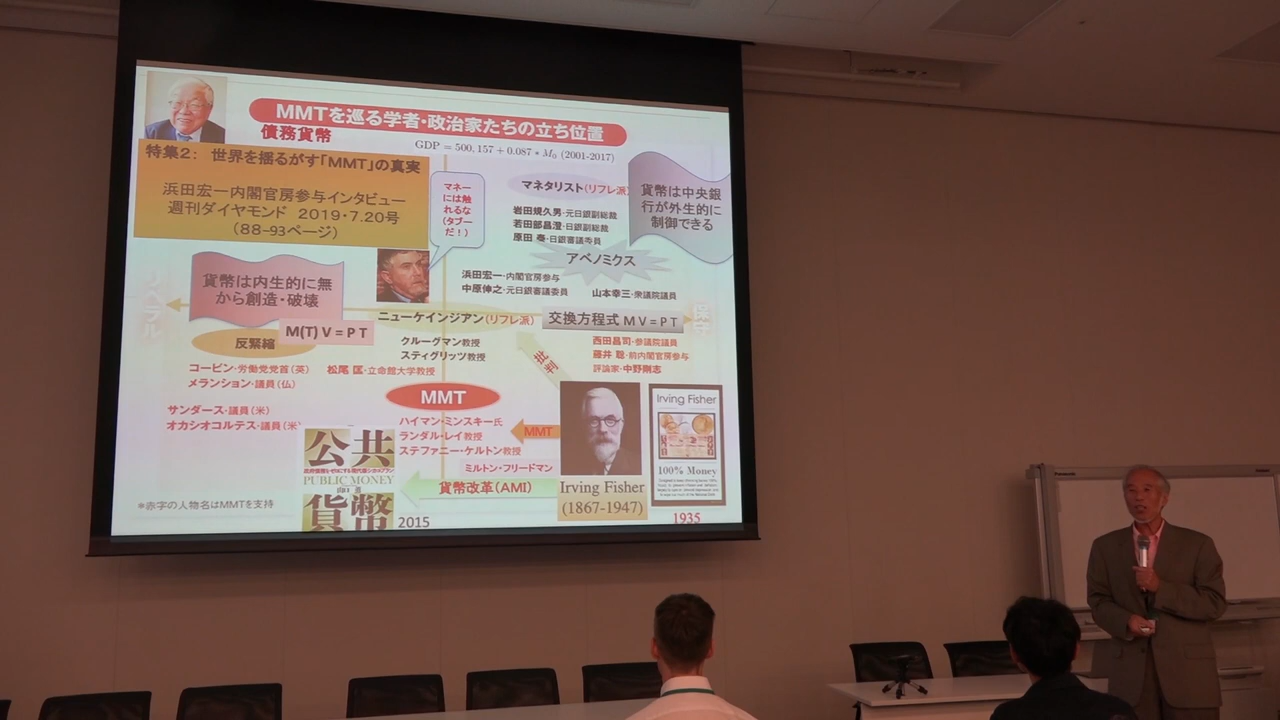 MMTを巡る学者・政治家たちの立ち位置
債務貨幣
GDP = 500.157 + 0.087 * M₀ (2001-2017)
特集2: 世界を揺るがす「MMT」の真実
浜田宏一内閣官房参与インタビュー
週刊ダイヤモンド 2019・7.20号
(88-93ページ)
マネー
には触
れるな
(タブー
だ!)
マネタリスト(リフレ派
岩田規久男-元日銀副総裁
若田部昌澄-日銀副総裁
原田 泰-日銀審議委員
貨幣は中央銀
行が外生的に
制御できる
アベノミクス
浜田宏一-内閣官房参与
中原伸之-元日銀審議委員
山本幸三-衆議院議員
貨幣は内生的に無
から創造・破壊
リベラル
保守
ニューケインジアン(リフレ派)
交換方程式 M V = P T
M(T) V = P T
反緊縮
クルーグマン教授
スティグリッツ教授
西田昌司-参議院議員
藤井 聡-前内閣官房参与
評論家-中野剛志
批判
コービン-労働党党首(英)
松尾 匡-立命館大学教授
メランション-議員(仏)
サンダース-議員(米)
オカシオコルテス-議員(米)
MMT
ハイマン・ミンスキー氏
ランダル・レイ教授
ステファニー・ケルトン教授
MMT
ミルトン・フリードマン
貨幣改革(AMI)
公共
PUBLIC MONEY
貨幣
2015
Irving Fisher
(1867-1947)
Irving Fisher
100% Money
1935
*赤字の人物名はMMTを支持
Panasonic